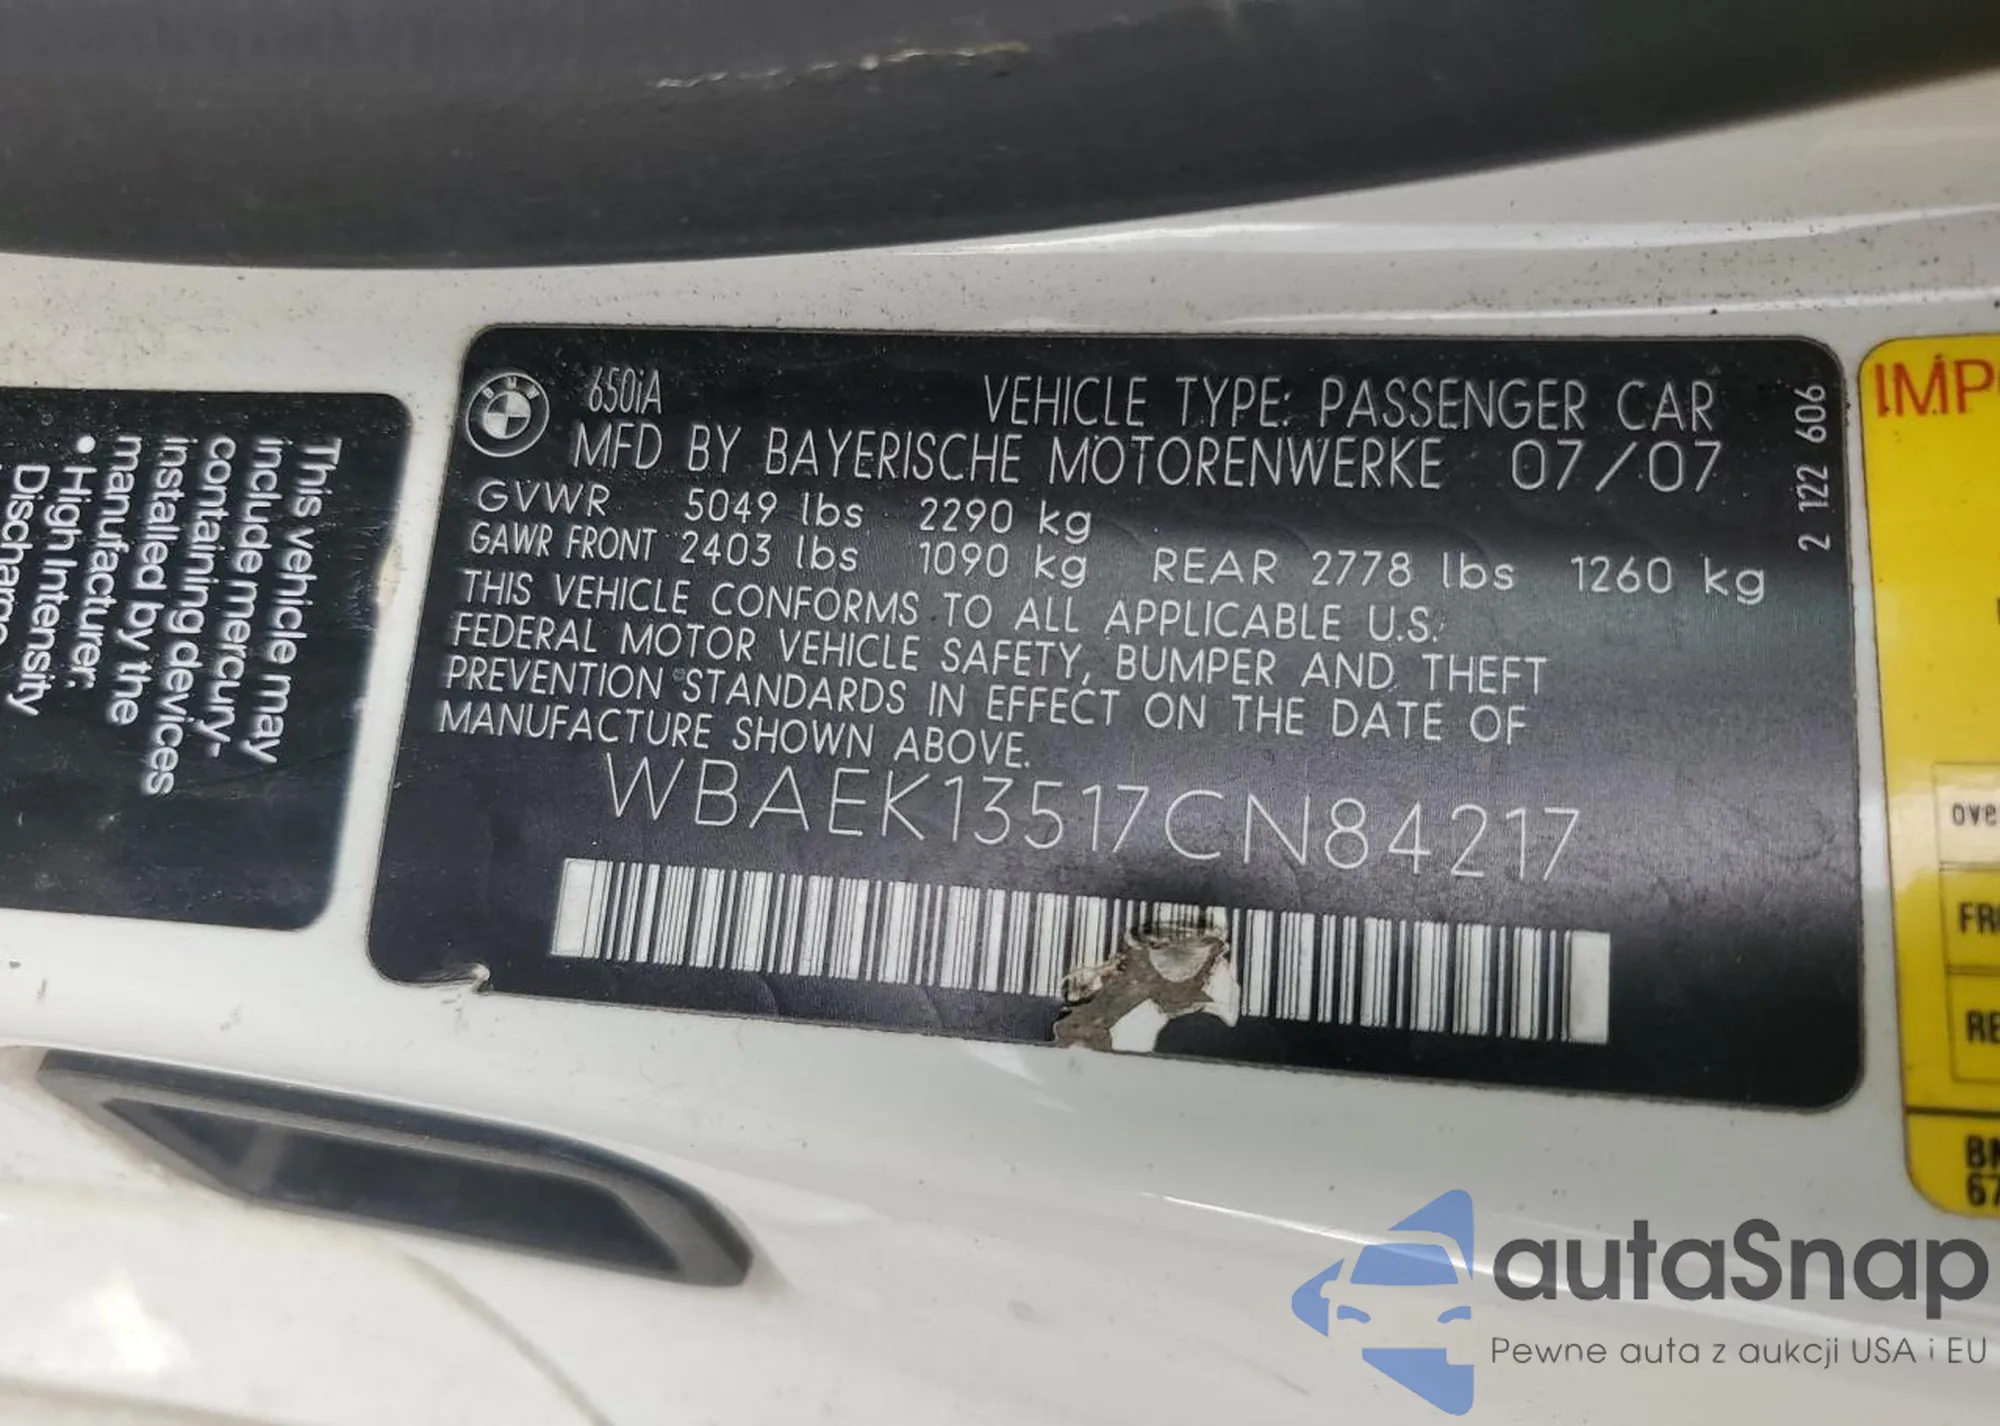 650iA
VEHICLE TYPE: PASSENGER CAR
MFD BY BAYERISCHE MOTORENWERKE 07/07
GVWR 5049 lbs 2290 kg
GAWR FRONT 2403 lbs 1090 kg REAR 2778 lbs 1260 kg
THIS VEHICLE CONFORMS TO ALL APPLICABLE U.S.
FEDERAL MOTOR VEHICLE SAFETY, BUMPER AND THEFT
PREVENTION STANDARDS IN EFFECT ON THE DATE OF
MANUFACTURE SHOWN ABOVE.
WBAEK13517CN84217
2 122 606
This vehicle may
include mercury-
containing devices
installed by the
manufacturer:
• High Intensity
autaSnap
Pewne auta z aukcji USA i EU